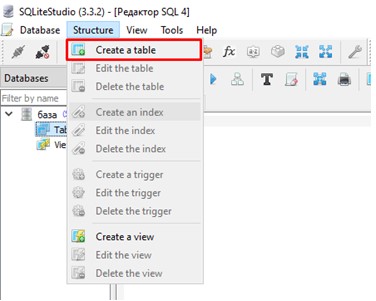 SQLiteStudio (3.3.2) - [Редактор SQL 4]
Database Structure View Tools Help
Create a table
Edit the table
Delete the table
Create an index
Edit the index
Delete the index
Create a trigger
Edit the trigger
Delete the trigger
Create a view
Edit the view
Delete the view
Databases
Filter by name
база
Tab
Vie